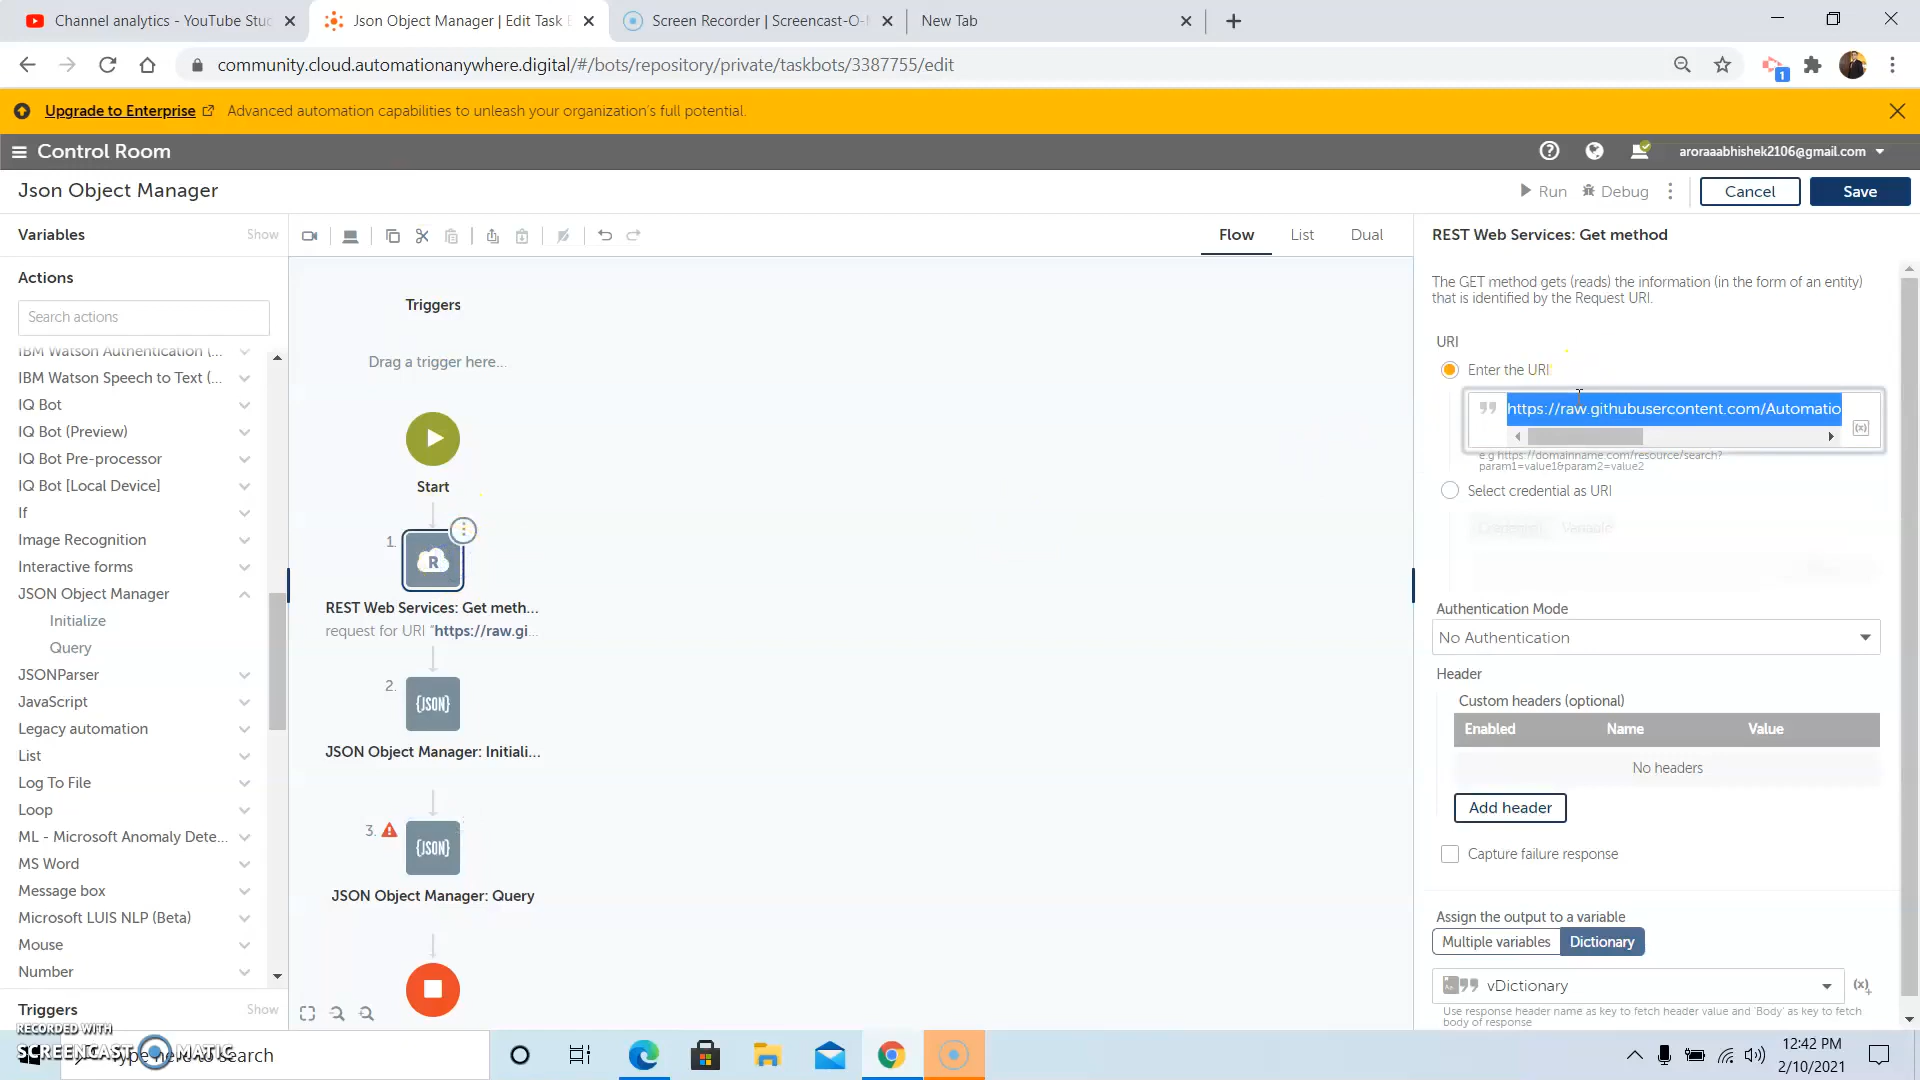 Channel analytics - YouTube Stuc
Json Object Manager | Edit Task B
Screen Recorder | Screencast-O-M
New Tab
community.cloud.automationanywhere.digital/#/bots/repository/private/taskbots/3387755/edit
1
Upgrade to Enterprise
Advanced automation capabilities to unleash your organization's full potential.
Control Room
aroraaabhishek2106@gmail.com
Json Object Manager
Run
Debug
Cancel
Save
Variables
Show
Flow
List
Dual
REST Web Services: Get method
Actions
Search actions
IBM Watson Authentication (...
IBM Watson Speech to Text (...
IQ Bot
IQ Bot (Preview)
IQ Bot Pre-processor
IQ Bot [Local Device]
If
Image Recognition
Interactive forms
JSON Object Manager
Initialize
Query
JSONParser
JavaScript
Legacy automation
List
Log To File
Loop
ML - Microsoft Anomaly Dete...
MS Word
Message box
Microsoft LUIS NLP (Beta)
Mouse
Number
Triggers
Show
Triggers
Drag a trigger here...
Start
1.
R
REST Web Services: Get meth...
request for URI "https://raw.gi...
2.
{JSON}
JSON Object Manager: Initiali...
3.
{JSON}
JSON Object Manager: Query
The GET method gets (reads) the information (in the form of an entity)
that is identified by the Request URI.
URI
Enter the URI
https://raw.githubusercontent.com/Automatio
(x)
e.g https://domainname.com/resource/search?
param1=value1&param2=value2
Select credential as URI
Credential
Variable
Authentication Mode
No Authentication
Header
Custom headers (optional)
Enabled
Name
Value
No headers
Add header
Capture failure response
Assign the output to a variable
Multiple variables
Dictionary
vDictionary
(x)+
Use response header name as key to fetch header value and 'Body' as key to fetch
body of response
RECORDED WITH
SCREENCAST MATIC
Type here to search
12:42 PM
2/10/2021